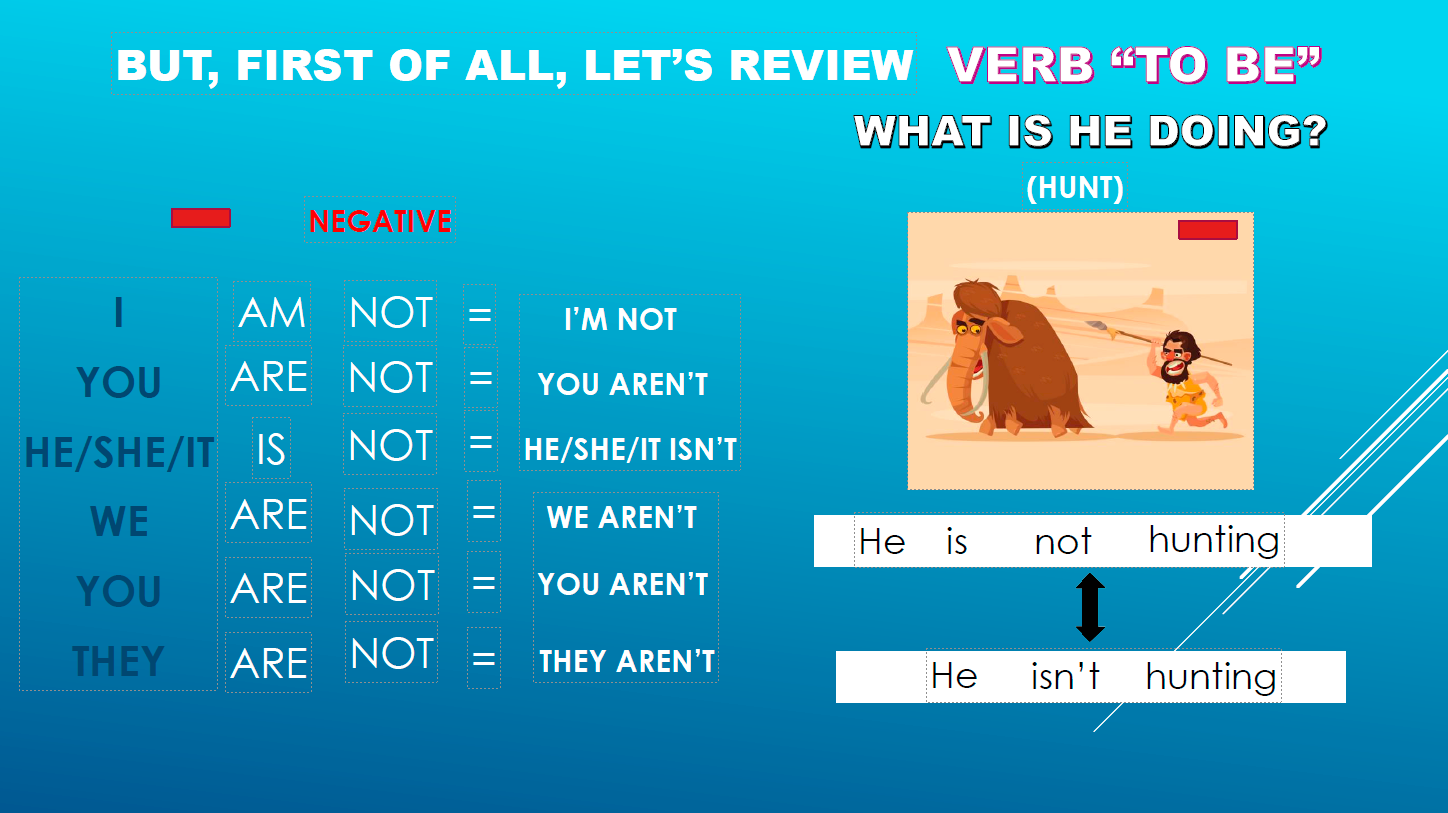 BUT, FIRST OF ALL, LET'S REVIEW VERB “TO BE”
WHAT IS HE DOING?
(HUNT)
NEGATIVE
I AM NOT = I'M NOT
YOU ARE NOT = YOU AREN'T
HE/SHE/IT IS NOT = HE/SHE/IT ISN'T
WE ARE NOT = WE AREN'T
YOU ARE NOT = YOU AREN'T
THEY ARE NOT = THEY AREN'T
He is not hunting
He isn't hunting